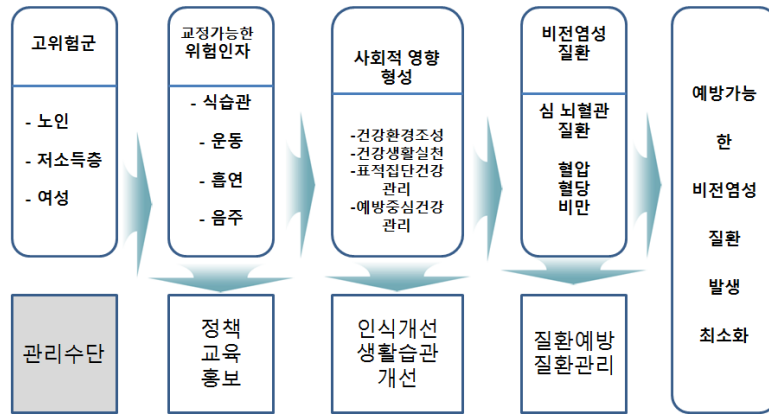 고위험군
- 노인
- 저소득층
- 여성
교정가능한
위험인자
- 식습관
- 운동
- 흡연
- 음주
사회적 영향
형성
-건강환경조성
-건강생활실천
-표적집단건강
관리
-예방중심건강
관리
비전염성
질환
심 뇌혈관
질환
혈압
혈당
비만
예방가능
한
비전염성
질환
발생
최소화
관리수단
정책
교육
홍보
인식개선
생활습관
개선
질환예방
질환관리